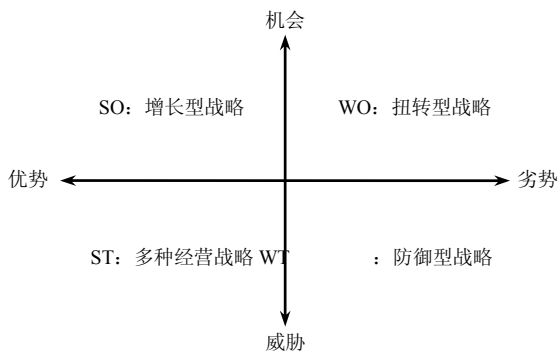 机会
SO：增长型战略
WO：扭转型战略
优势
劣势
ST：多种经营战略 WT
：防御型战略
威胁